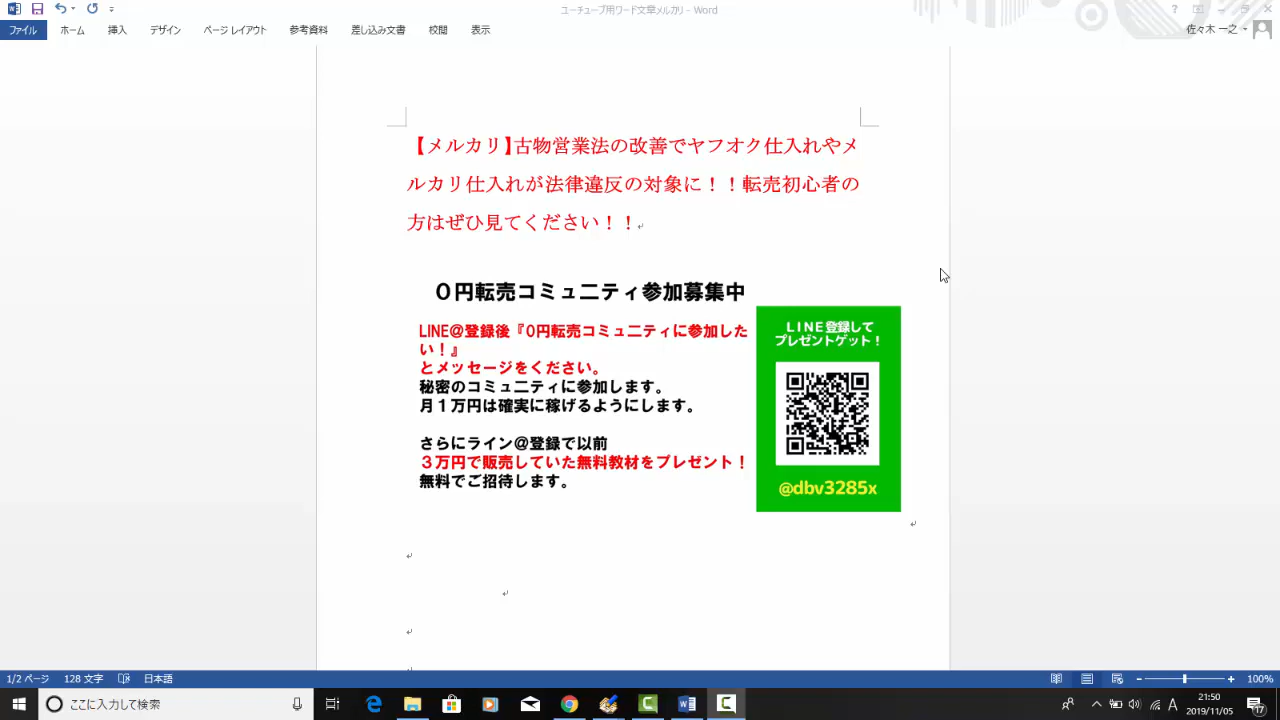 ユーチューブ用ワード文章メルカリ - Word
ファイル ホーム 挿入 デザイン ページ レイアウト 参考資料 差し込み文書 校閲 表示 佐々木 一之
【メルカリ】古物営業法の改善でヤフオク仕入れやメ
ルカリ仕入れが法律違反の対象に！！転売初心者の
方はぜひ見てください！！
０円転売コミュニティ参加募集中
LINE@登録後『0円転売コミュニティに参加した
い！』
とメッセージをください。
秘密のコミュニティに参加します。
月１万円は確実に稼げるようにします。
さらにライン@登録で以前
３万円で販売していた無料教材をプレゼント！
無料でご招待します。
LINE登録して
プレゼントゲット！
@dbv3285x
1/2 ページ 128 文字 日本語 100%
ここに入力して検索
21:50
2019/11/05
17